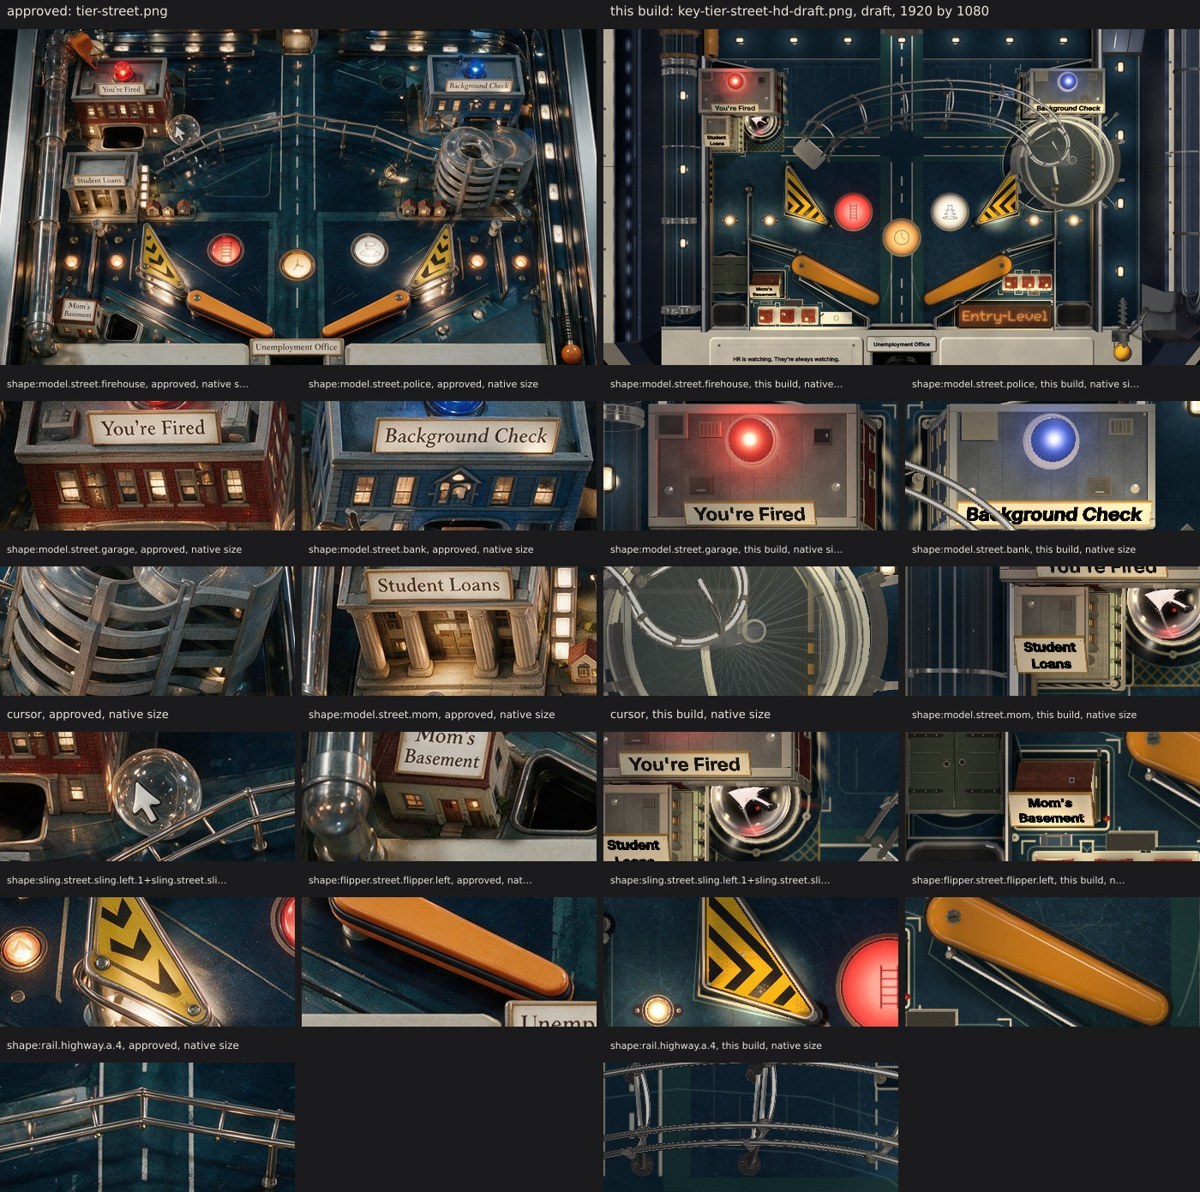 approved: tier-street.png
this build: key-tier-street-hd-draft.png, draft, 1920 by 1080
You're Fired
Background Check
Student Loans
Mom's
Basement
Unemployment Office
You're Fired
Background Check
Student
Loans
Mom's
Basement
Entry-Level
Unemployment Office
HR is watching. They're always watching.
shape:model.street.firehouse, approved, native s...
shape:model.street.police, approved, native size
shape:model.street.firehouse, this build, native...
shape:model.street.police, this build, native si...
You're Fired
Background Check
You're Fired
Background Check
shape:model.street.garage, approved, native size
shape:model.street.bank, approved, native size
shape:model.street.garage, this build, native si...
shape:model.street.bank, this build, native size
Student Loans
You're Fired
Student
Loans
cursor, approved, native size
shape:model.street.mom, approved, native size
cursor, this build, native size
shape:model.street.mom, this build, native size
Mom's
Basement
You're Fired
Student
Loans
Mom's
Basement
shape:sling.street.sling.left.1+sling.street.sli...
shape:flipper.street.flipper.left, approved, nat...
shape:sling.street.sling.left.1+sling.street.sli...
shape:flipper.street.flipper.left, this build, n...
Unemp
shape:rail.highway.a.4, approved, native size
shape:rail.highway.a.4, this build, native size